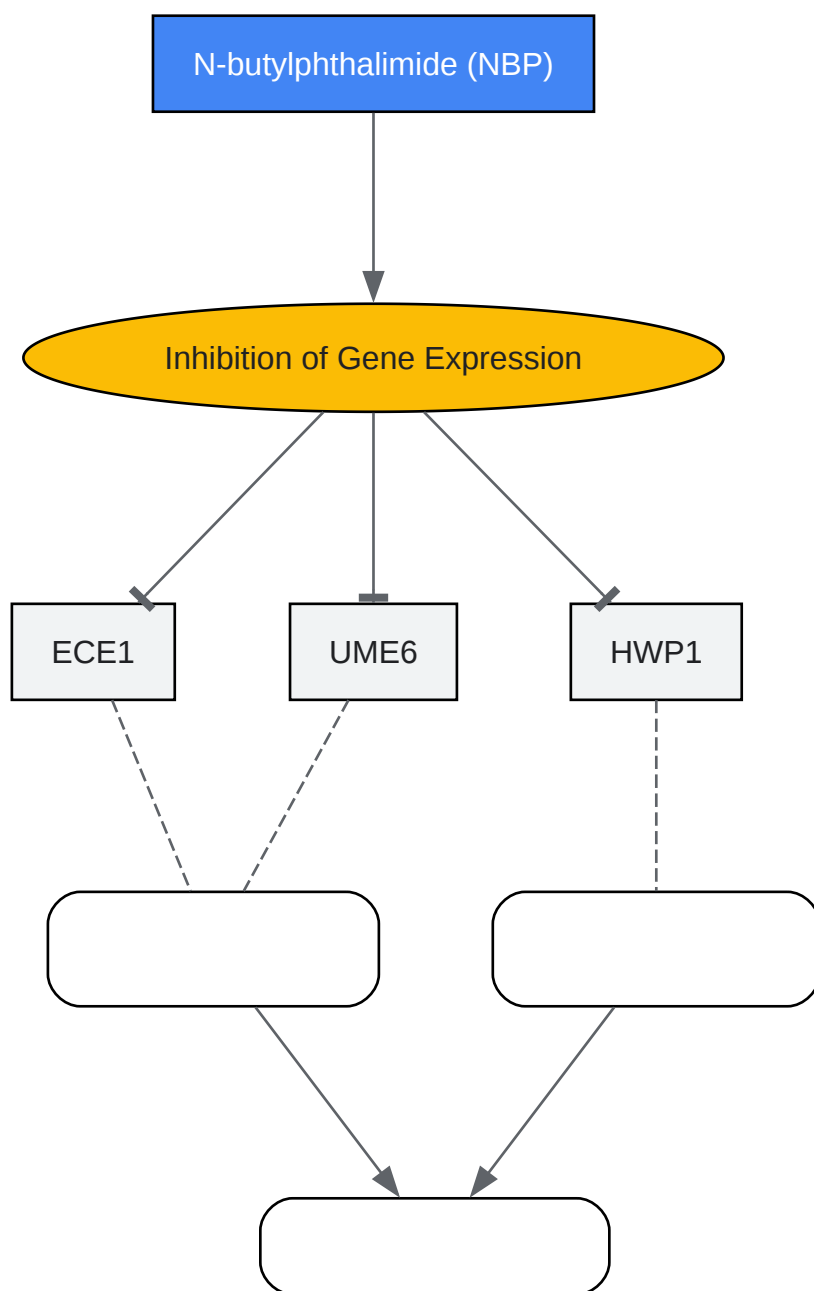 N-butylphthalimide (NBP)
Inhibition of Gene Expression
ECE1
UME6
HWP1